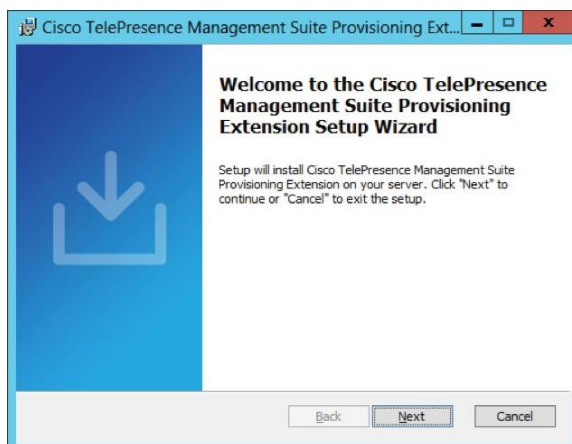 Cisco TelePresence Management Suite Provisioning Ext...
Welcome to the Cisco TelePresence
Management Suite Provisioning
Extension Setup Wizard
Setup will install Cisco TelePresence Management Suite
Provisioning Extension on your server. Click "Next" to
continue or "Cancel" to exit the setup.
Back Next Cancel